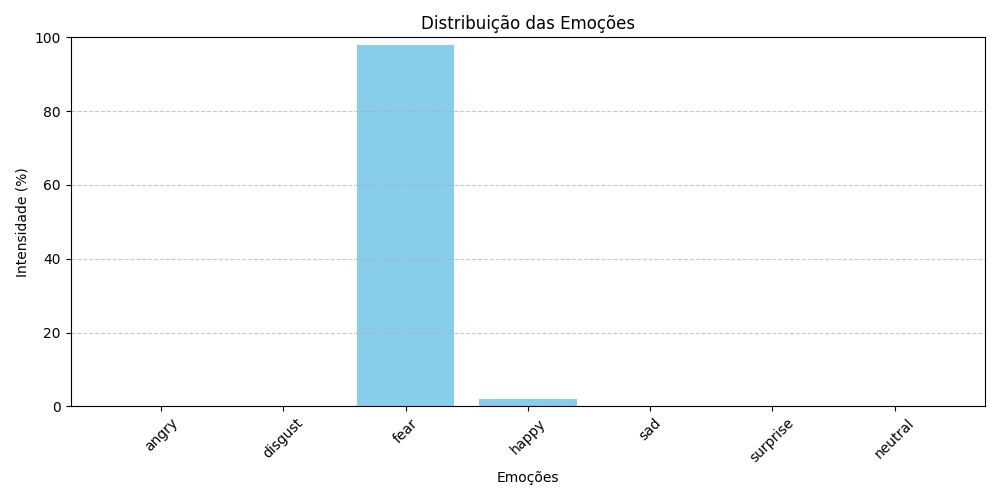 Distribuição das Emoções
Intensidade (%)
100
80
60
40
20
0
angry
disgust
fear
happy
sad
surprise
neutral
Emoções